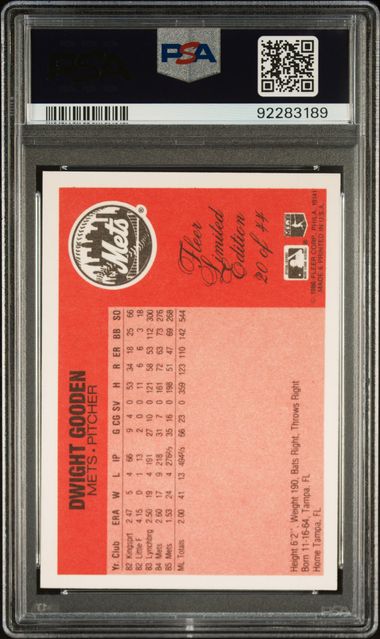 PSA
PSA
92283189
Mets
®
Fleer
Limited
Edition
20 of 44
© 1986 FLEER CORP., PHILA. 19141
MADE & PRINTED IN U.S.A.
DWIGHT GOODEN
METS • PITCHER
Yr. Club ERA W L IP G CG SV H R ER BB SO
82 Kingsprt 2.47 5 4 66 9 4 0 53 34 18 25 66
82 Little F 4.15 0 1 13 2 0 0 11 6 6 3 18
83 Lynchbrg 2.50 19 4 191 27 10 0 121 58 53 112 300
84 Mets 2.60 17 9 218 31 7 0 161 72 63 73 276
85 Mets 1.53 24 4 276⅔ 35 16 0 198 51 47 69 268
ML Totals 2.00 41 13 494⅔ 66 23 0 359 123 110 142 544
Height 6'2", Weight 190, Bats Right, Throws Right
Born 11-16-64, Tampa, FL
Home Tampa, FL